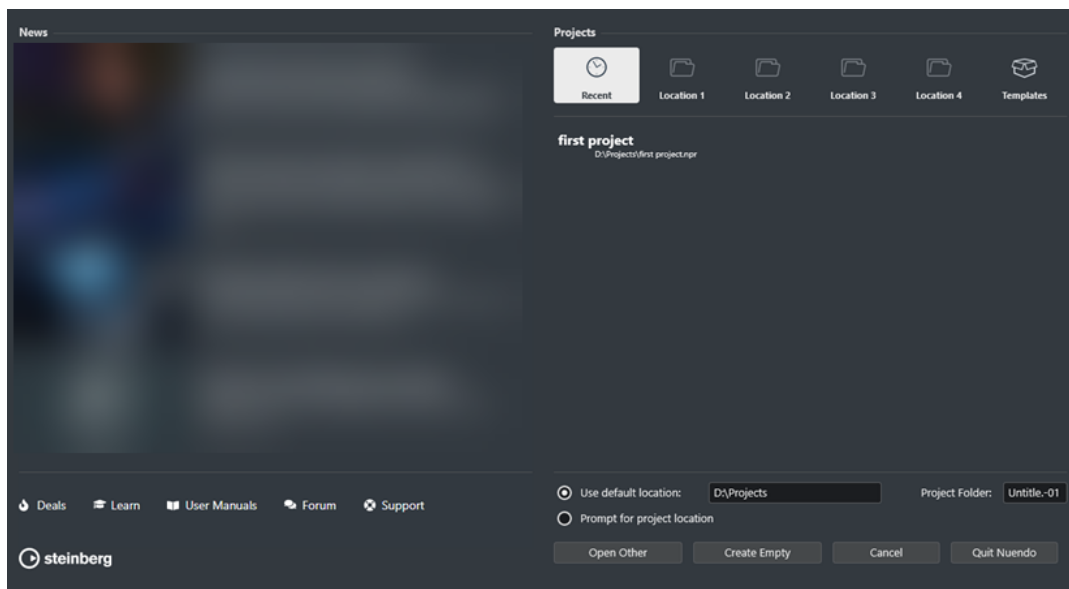 News
Projects
Recent
Location 1
Location 2
Location 3
Location 4
Templates
first project
D:\Projects\first project.npr
Use default location:
D:\Projects
Project Folder:
Untitle.-01
Prompt for project location
Deals
Learn
User Manuals
Forum
Support
steinberg
Open Other
Create Empty
Cancel
Quit Nuendo